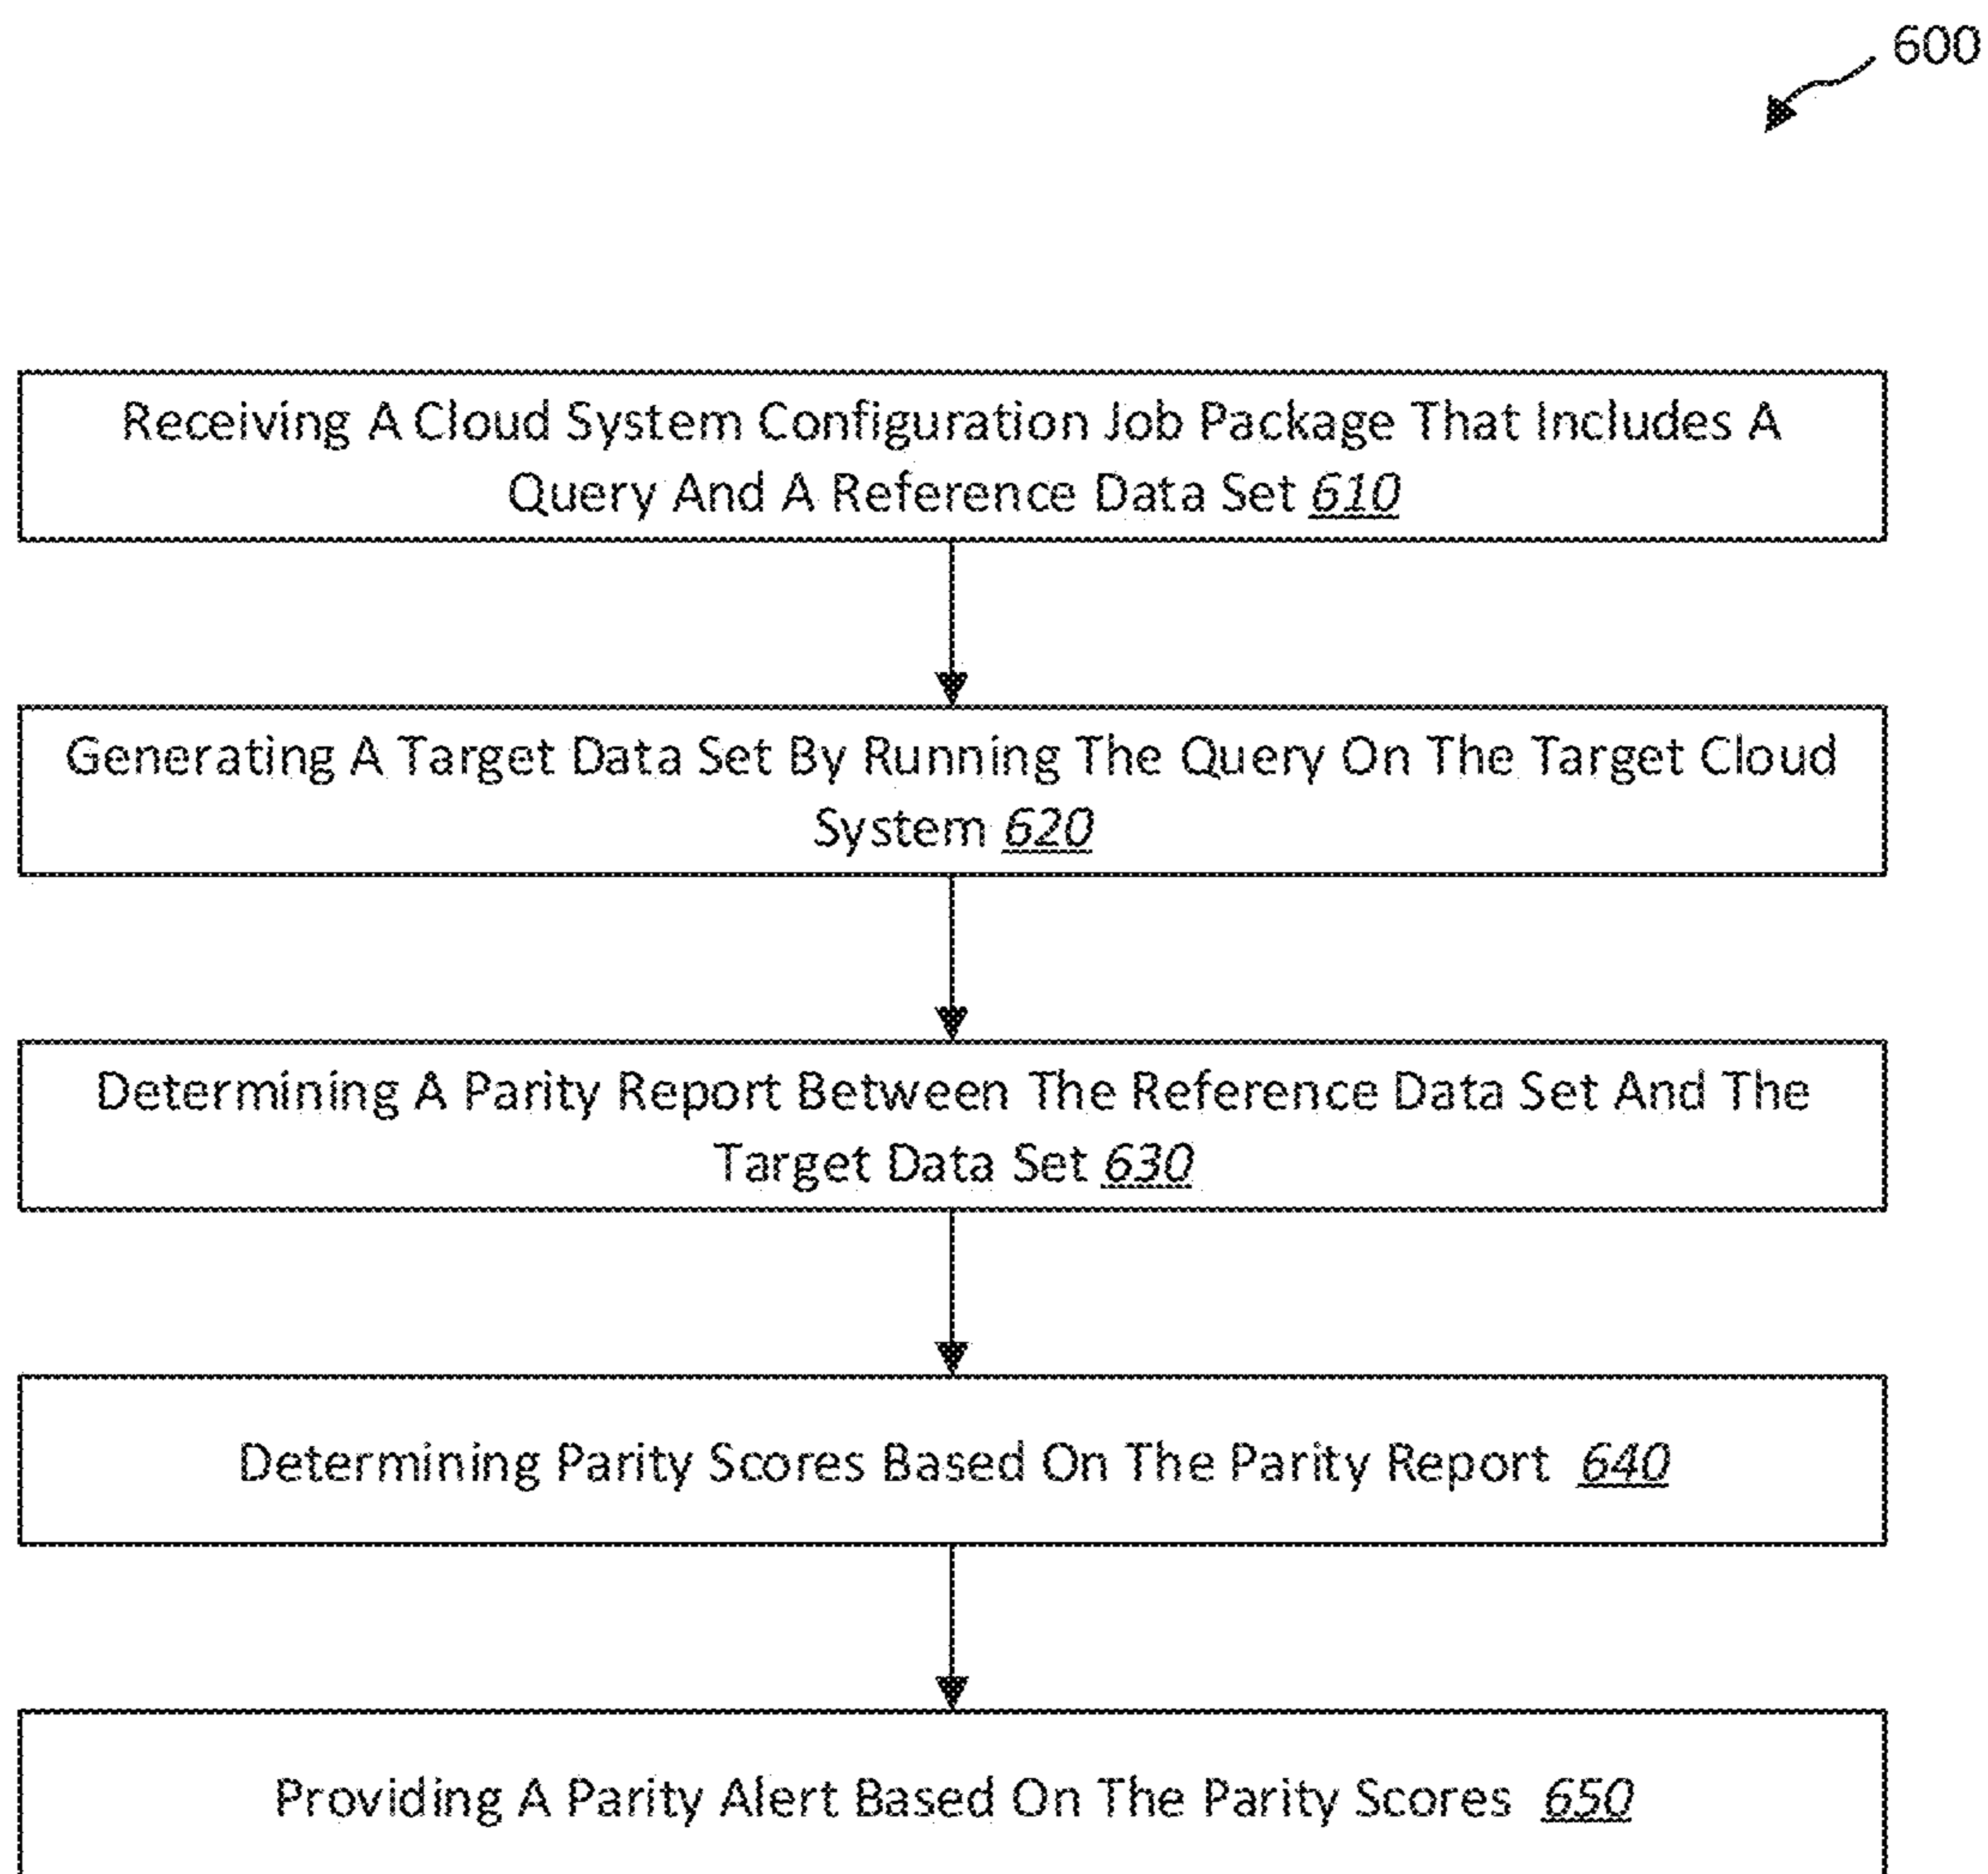 600
Receiving A Cloud System Configuration Job Package That Includes A
Query And A Reference Data Set 610
Generating A Target Data Set By Running The Query On The Target Cloud
System 620
Determining A Parity Report Between The Reference Data Set And The
Target Data Set 630
Determining Parity Scores Based On The Parity Report 640
Providing A Parity Alert Based On The Parity Scores 650